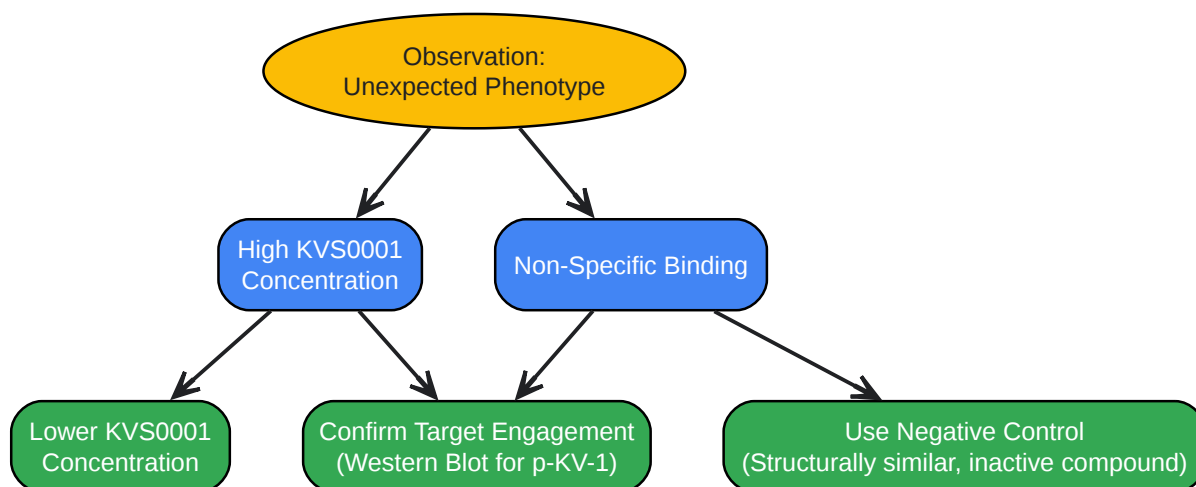 Observation:
Unexpected Phenotype
High KVS0001
Concentration
Non-Specific Binding
Lower KVS0001
Concentration
Confirm Target Engagement
(Western Blot for p-KV-1)
Use Negative Control
(Structurally similar, inactive compound)